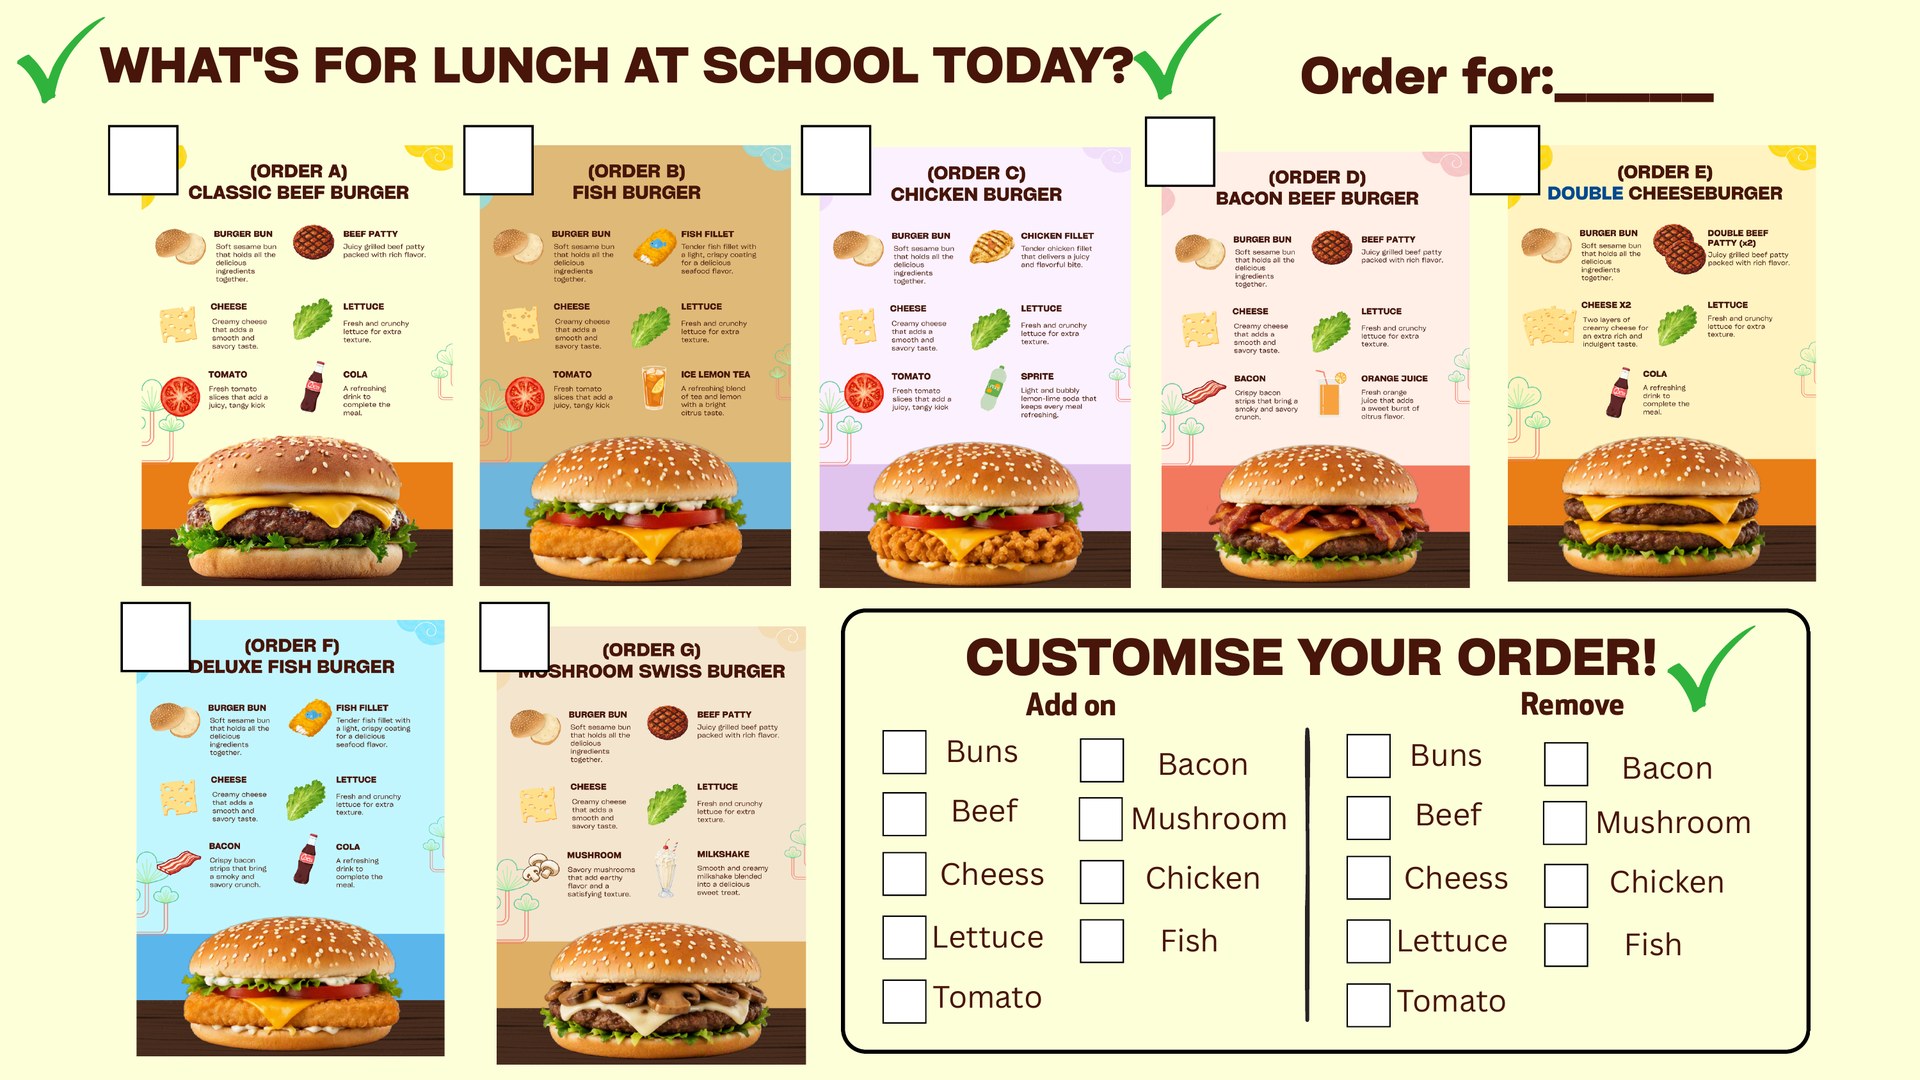 WHAT'S FOR LUNCH AT SCHOOL TODAY?
Order for:______
(ORDER A)
CLASSIC BEEF BURGER
BURGER BUN
Soft sesame bun
that holds all the
delicious
ingredients
together.
BEEF PATTY
Juicy grilled beef patty
packed with rich flavor.
CHEESE
Creamy cheese
that adds a
smooth and
savory taste.
LETTUCE
Fresh and crunchy
lettuce for extra
texture.
TOMATO
Fresh tomato
slices that add a
juicy, tangy kick
COLA
A refreshing
drink to
complete the
meal.
(ORDER B)
FISH BURGER
BURGER BUN
Soft sesame bun
that holds all the
delicious
ingredients
together.
FISH FILLET
Tender fish fillet with
a light, crispy coating
for a delicious
seafood flavor.
CHEESE
Creamy cheese
that adds a
smooth and
savory taste.
LETTUCE
Fresh and crunchy
lettuce for extra
texture.
TOMATO
Fresh tomato
slices that add a
juicy, tangy kick
ICE LEMON TEA
A refreshing blend
of tea and lemon
with a bright
citrus taste.
(ORDER C)
CHICKEN BURGER
BURGER BUN
Soft sesame bun
that holds all the
delicious
ingredients
together.
CHICKEN FILLET
Tender chicken fillet
that delivers a juicy
and flavorful bite.
CHEESE
Creamy cheese
that adds a
smooth and
savory taste.
LETTUCE
Fresh and crunchy
lettuce for extra
texture.
TOMATO
Fresh tomato
slices that add a
juicy, tangy kick
SPRITE
Light and bubbly
lemon-lime soda that
keeps every meal
refreshing.
(ORDER D)
BACON BEEF BURGER
BURGER BUN
Soft sesame bun
that holds all the
delicious
ingredients
together.
BEEF PATTY
Juicy grilled beef patty
packed with rich flavor.
CHEESE
Creamy cheese
that adds a
smooth and
savory taste.
LETTUCE
Fresh and crunchy
lettuce for extra
texture.
BACON
Crispy bacon
strips that bring a
smoky and savory
crunch.
ORANGE JUICE
Fresh orange
juice that adds
a sweet burst of
citrus flavor.
(ORDER E)
DOUBLE CHEESEBURGER
BURGER BUN
Soft sesame bun
that holds all the
delicious
ingredients
together.
DOUBLE BEEF
PATTY (x2)
Juicy grilled beef patty
packed with rich flavor.
CHEESE X2
Two layers of
creamy cheese for
an extra rich and
indulgent taste.
LETTUCE
Fresh and crunchy
lettuce for extra
texture.
COLA
A refreshing
drink to
complete the
meal.
(ORDER F)
DELUXE FISH BURGER
BURGER BUN
Soft sesame bun
that holds all the
delicious
ingredients
together.
FISH FILLET
Tender fish fillet with
a light, crispy coating
for a delicious
seafood flavor.
CHEESE
Creamy cheese
that adds a
smooth and
savory taste.
LETTUCE
Fresh and crunchy
lettuce for extra
texture.
BACON
Crispy bacon
strips that bring
a smoky and
savory crunch.
COLA
A refreshing
drink to
complete the
meal.
(ORDER G)
MUSHROOM SWISS BURGER
BURGER BUN
Soft sesame bun
that holds all the
delicious
ingredients
together.
BEEF PATTY
Juicy grilled beef patty
packed with rich flavor.
CHEESE
Creamy cheese
that adds a
smooth and
savory taste.
LETTUCE
Fresh and crunchy
lettuce for extra
texture.
MUSHROOM
Savory mushrooms
that add earthy
flavor and a
satisfying texture.
MILKSHAKE
Smooth and creamy
milkshake blended
into a delicious
sweet treat.
CUSTOMISE YOUR ORDER!
Add on
Buns
Beef
Cheess
Lettuce
Tomato
Bacon
Mushroom
Chicken
Fish
Remove
Buns
Beef
Cheess
Lettuce
Tomato
Bacon
Mushroom
Chicken
Fish